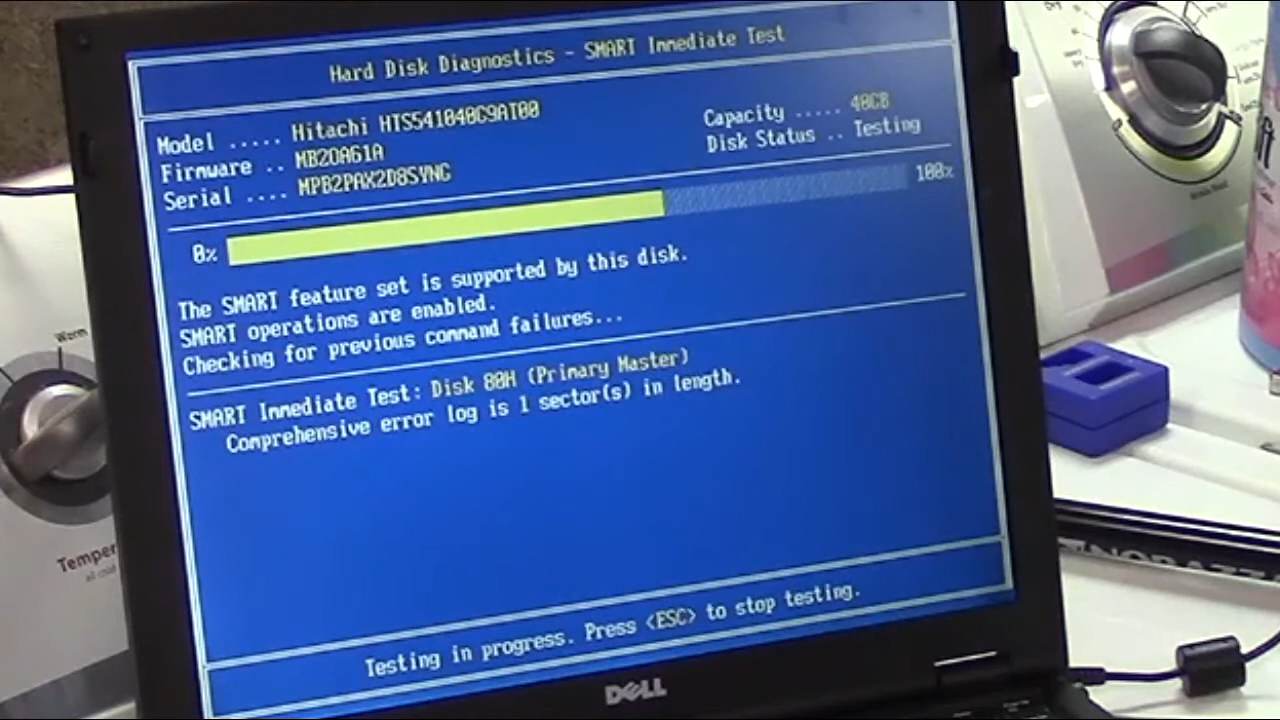 Hard Disk Diagnostics - SMART Immediate Test
Model ..... Hitachi HTS541040G9AT00
Capacity ..... 40GB
Firmware .. MB2OA61A
Disk Status .. Testing
Serial .... MPB2PAX2D8SYNG
0% 100%
The SMART feature set is supported by this disk.
SMART operations are enabled.
Checking for previous command failures...
SMART Immediate Test: Disk 80H (Primary Master)
Comprehensive error log is 1 sector(s) in length.
Testing in progress. Press <ESC> to stop testing.
DELL
Warm